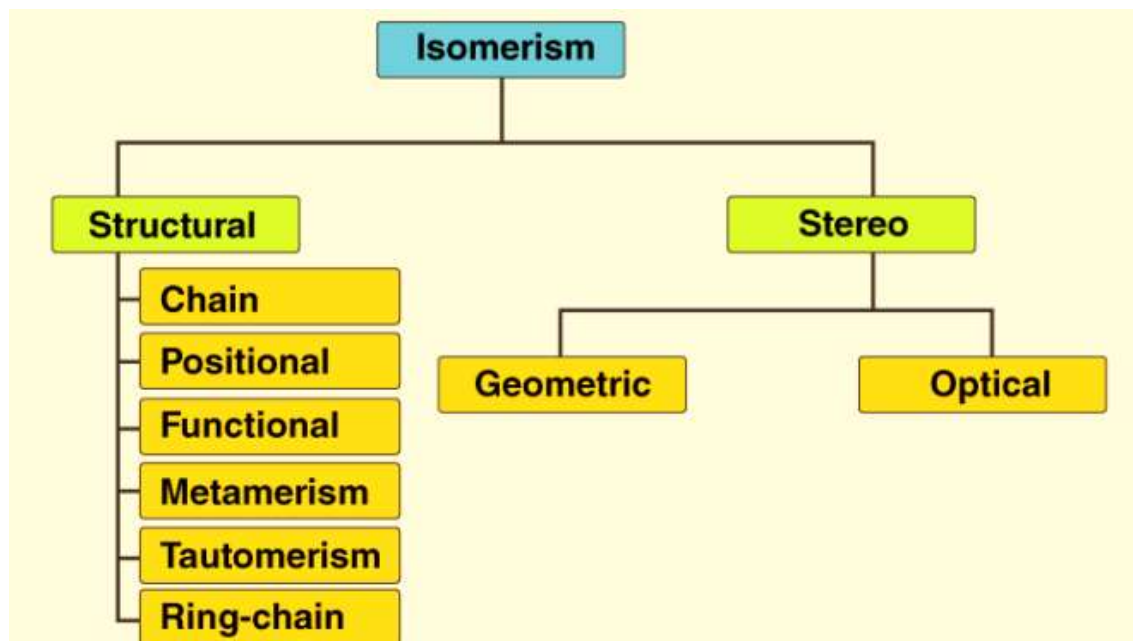 Isomerism
Structural
Stereo
Chain
Positional
Functional
Metamerism
Tautomerism
Ring-chain
Geometric
Optical